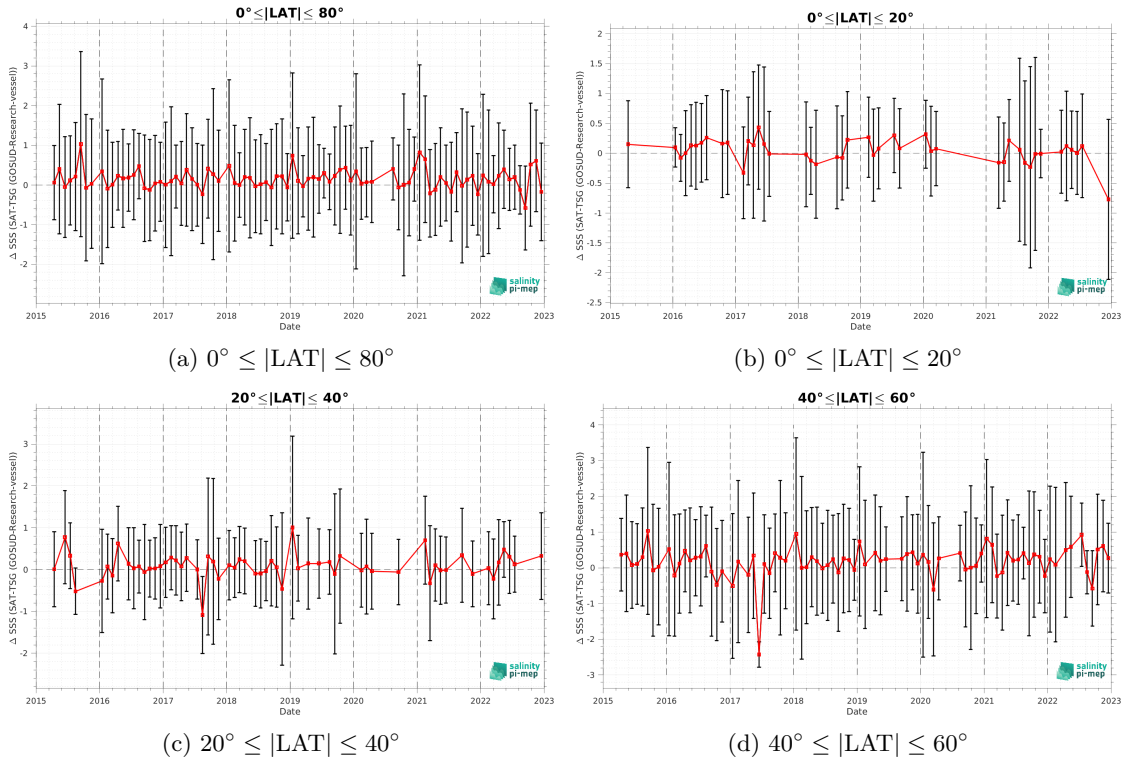 0°≤|LAT|≤ 80°
Δ SSS (SAT-TSG (GOSUD-Research-vessel))
4
3
2
1
0
-1
-2
2015 2016 2017 2018 2019 2020 2021 2022 2023
Date
salinity
pi-mep
(a) 0° ≤ |LAT| ≤ 80°
0°≤|LAT|≤ 20°
Δ SSS (SAT-TSG (GOSUD-Research-vessel))
2
1.5
1
0.5
0
-0.5
-1
-1.5
-2
-2.5
2015 2016 2017 2018 2019 2020 2021 2022 2023
Date
salinity
pi-mep
(b) 0° ≤ |LAT| ≤ 20°
20°≤|LAT|≤ 40°
Δ SSS (SAT-TSG (GOSUD-Research-vessel))
3
2
1
0
-1
-2
2015 2016 2017 2018 2019 2020 2021 2022 2023
Date
salinity
pi-mep
(c) 20° ≤ |LAT| ≤ 40°
40°≤|LAT|≤ 60°
Δ SSS (SAT-TSG (GOSUD-Research-vessel))
4
3
2
1
0
-1
-2
-3
2015 2016 2017 2018 2019 2020 2021 2022 2023
Date
salinity
pi-mep
(d) 40° ≤ |LAT| ≤ 60°